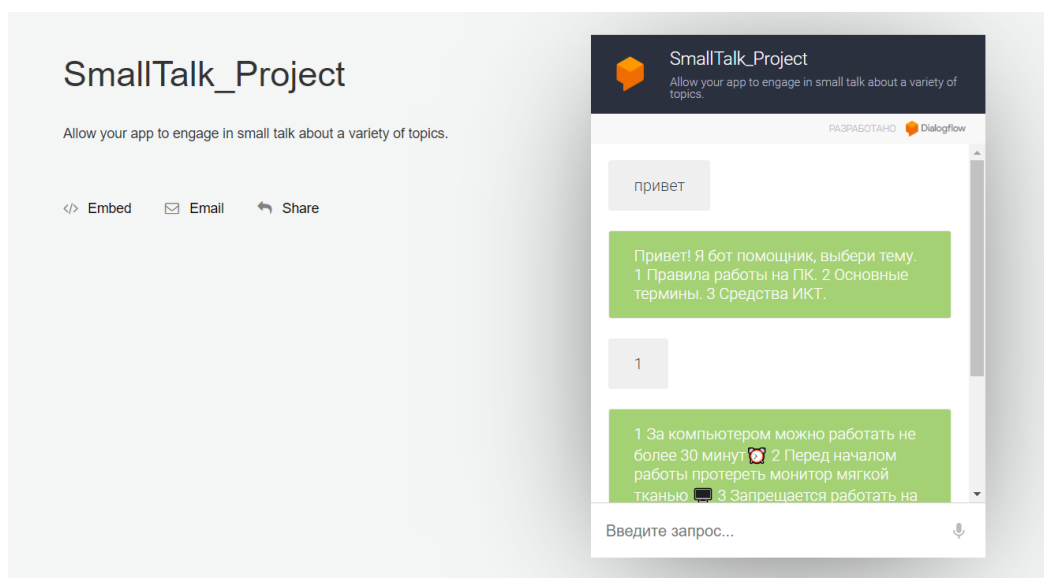 SmallTalk_Project
Allow your app to engage in small talk about a variety of topics.
</> Embed Email Share
SmallTalk_Project
Allow your app to engage in small talk about a variety of
topics.
РАЗРАБОТАНО Dialogflow
привет
Привет! Я бот помощник, выбери тему.
1 Правила работы на ПК. 2 Основные
термины. 3 Средства ИКТ.
1
1 За компьютером можно работать не
более 30 минут⏰ 2 Перед началом
работы протереть монитор мягкой
тканью 🖥 3 Запрещается работать на
Введите запрос...